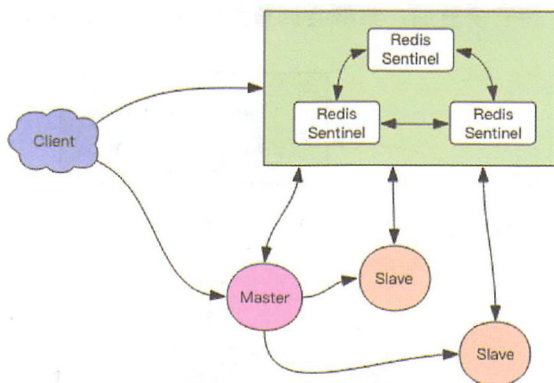 Redis
Sentinel
Redis
Sentinel
Redis
Sentinel
Client
Master
Slave
Slave